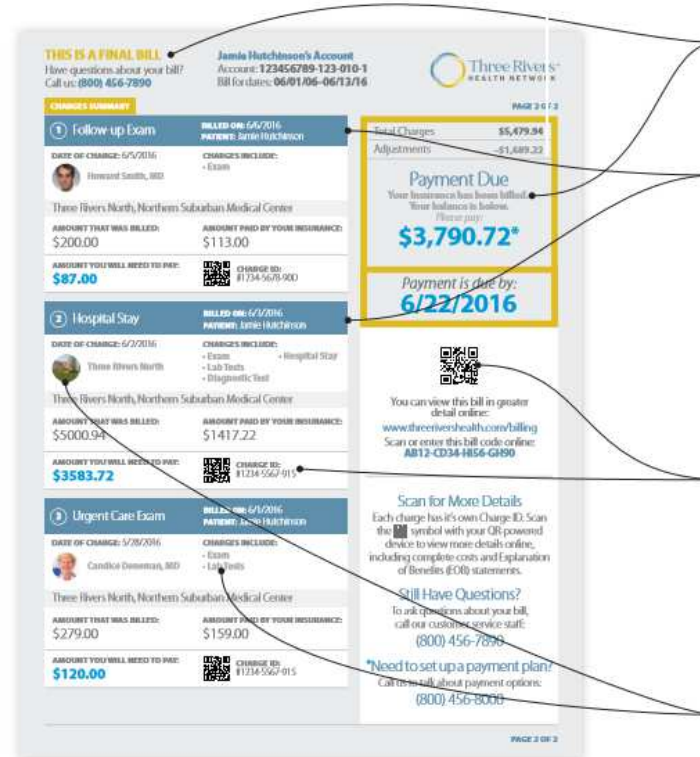 THIS IS A FINAL BILL
Have questions about your bill?
Call us: (800) 456-7890
Jamie Hutchinson's Account
Account: 123456789-123-010-1
Bill for dates: 06/01/06-06/13/16
Three Rivers
HEALTH NETWORK
CHARGES SUMMARY
PAGE 2 OF 2
1 Follow-up Exam
BILLED ON: 6/6/2016
PATIENT: Jamie Hutchinson
DATE OF CHARGE: 6/5/2016
Howard Smith, MD
CHARGES INCLUDE:
• Exam
Three Rivers North, Northern Suburban Medical Center
AMOUNT THAT WAS BILLED:
$200.00
AMOUNT PAID BY YOUR INSURANCE:
$113.00
AMOUNT YOU WILL NEED TO PAY:
$87.00
CHARGE ID:
#1234-5678-90D
2 Hospital Stay
BILLED ON: 6/3/2016
PATIENT: Jamie Hutchinson
DATE OF CHARGE: 6/2/2016
Three Rivers North
CHARGES INCLUDE:
• Exam
• Hospital Stay
• Lab Tests
• Diagnostic Test
Three Rivers North, Northern Suburban Medical Center
AMOUNT THAT WAS BILLED:
$5000.94
AMOUNT PAID BY YOUR INSURANCE:
$1417.22
AMOUNT YOU WILL NEED TO PAY:
$3583.72
CHARGE ID:
#1234-5567-915
3 Urgent Care Exam
BILLED ON: 6/1/2016
PATIENT: Jamie Hutchinson
DATE OF CHARGE: 5/28/2016
Candice Deneman, MD
CHARGES INCLUDE:
• Exam
• Lab Tests
Three Rivers North, Northern Suburban Medical Center
AMOUNT THAT WAS BILLED:
$279.00
AMOUNT PAID BY YOUR INSURANCE:
$159.00
AMOUNT YOU WILL NEED TO PAY:
$120.00
CHARGE ID:
#1234-5567-015
Total Charges $5,479.94
Adjustments -$1,689.22
Payment Due
Your insurance has been billed.
Your balance is below.
Please pay:
$3,790.72*
Payment is due by:
6/22/2016
You can view this bill in greater
detail online:
www.threerivershealth.com/billing
Scan or enter this bill code online:
AB12-CD34-HI56-GH90
Scan for More Details
Each charge has it's own Charge ID. Scan
the symbol with your QR-powered
device to view more details online,
including complete costs and Explanation
of Benefits (EOB) statements.
Still Have Questions?
To ask questions about your bill,
call our customer service staff:
(800) 456-7890
*Need to set up a payment plan?
Call us to talk about payment options:
(800) 456-8000
PAGE 2 OF 2